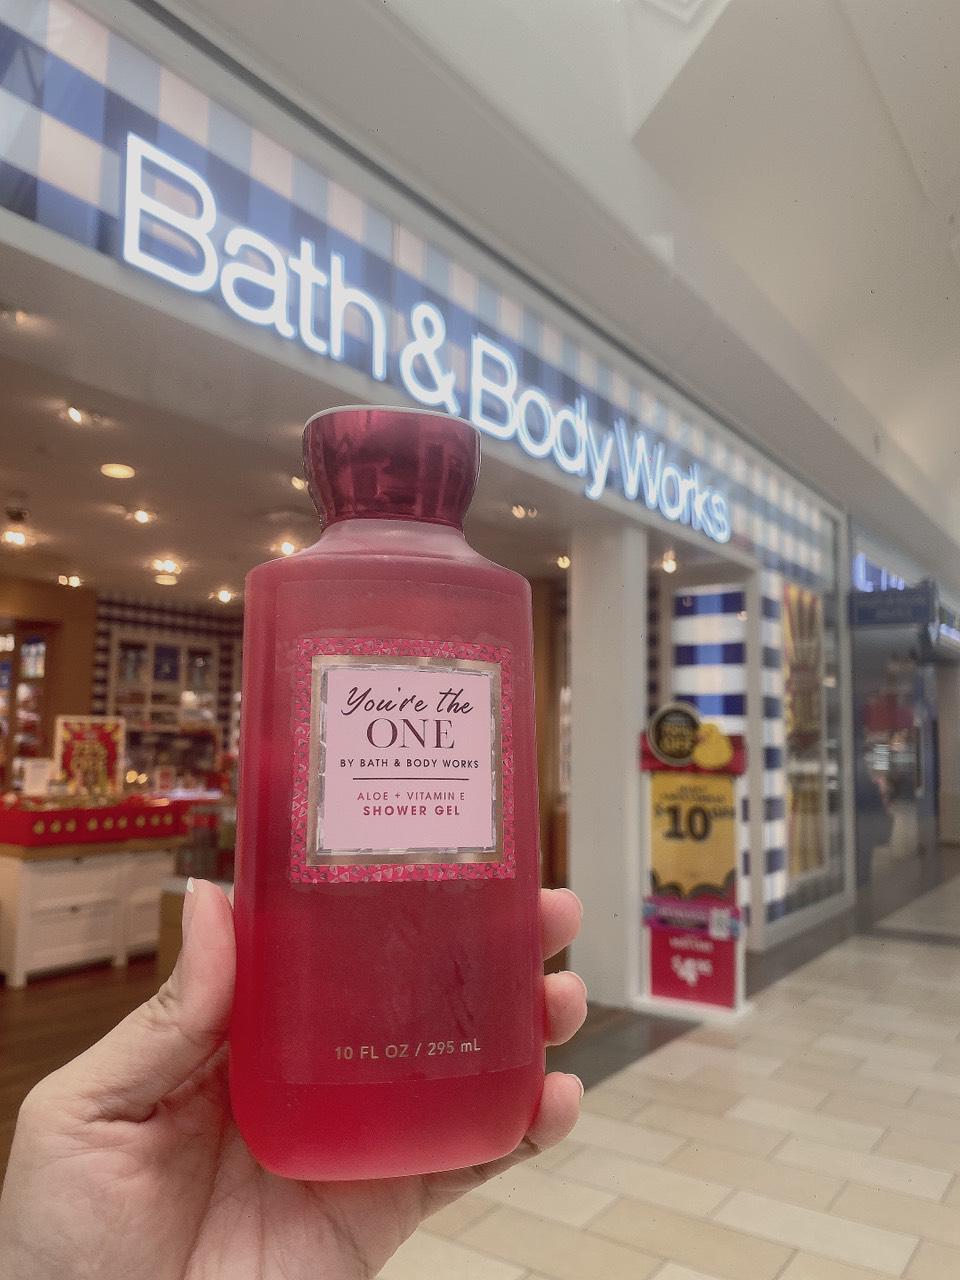 Bath & Body Works
You're the
ONE
BY BATH & BODY WORKS
ALOE + VITAMIN E
SHOWER GEL
10 FL OZ / 295 mL
$10